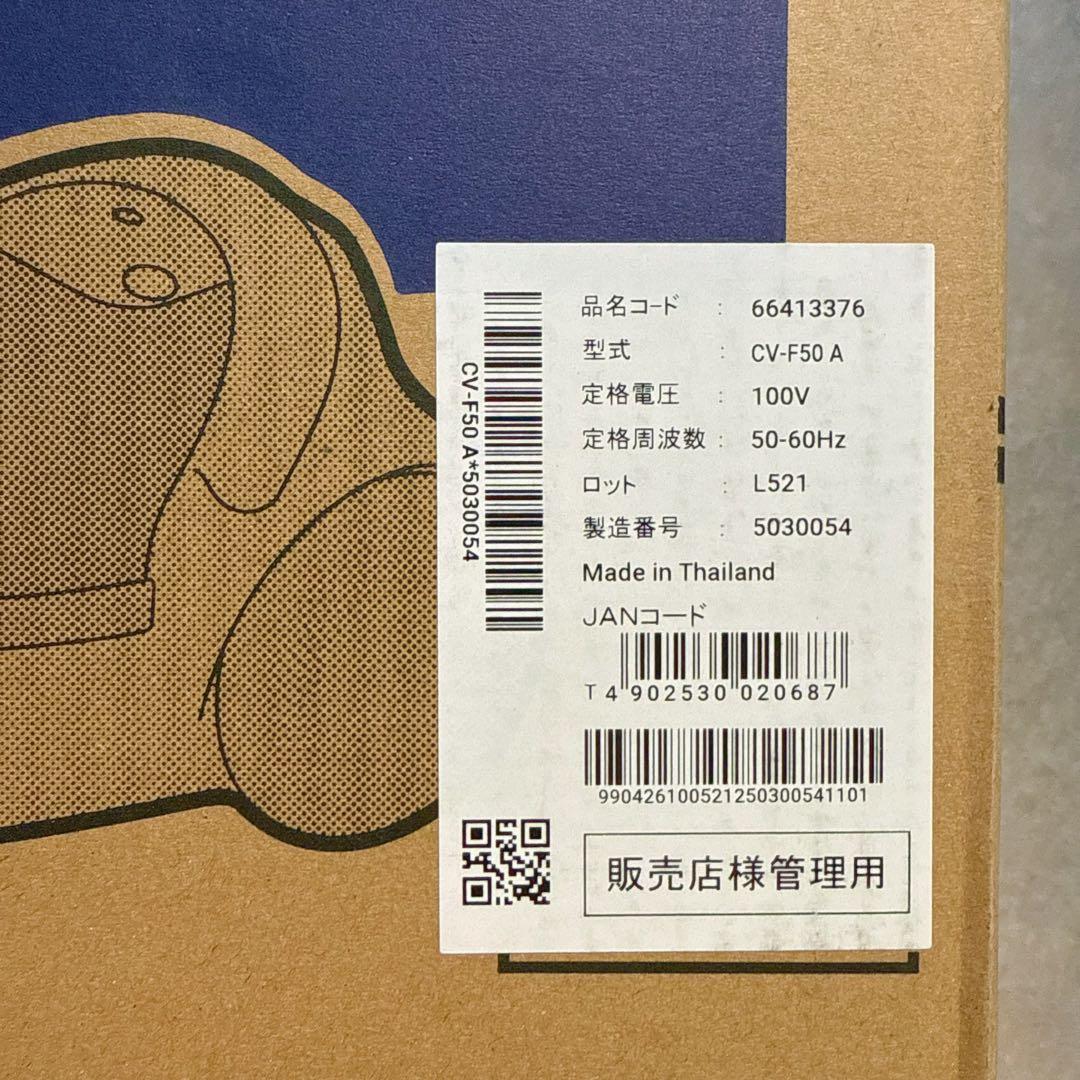 品名コード : 66413376
型式 : CV-F50 A
定格電圧 : 100V
定格周波数 : 50-60Hz
ロット : L521
製造番号 : 5030054
Made in Thailand
JANコード
T 4 902530 020687
990426100521250300541101
販売店様管理用
CV-F50 A*5030054